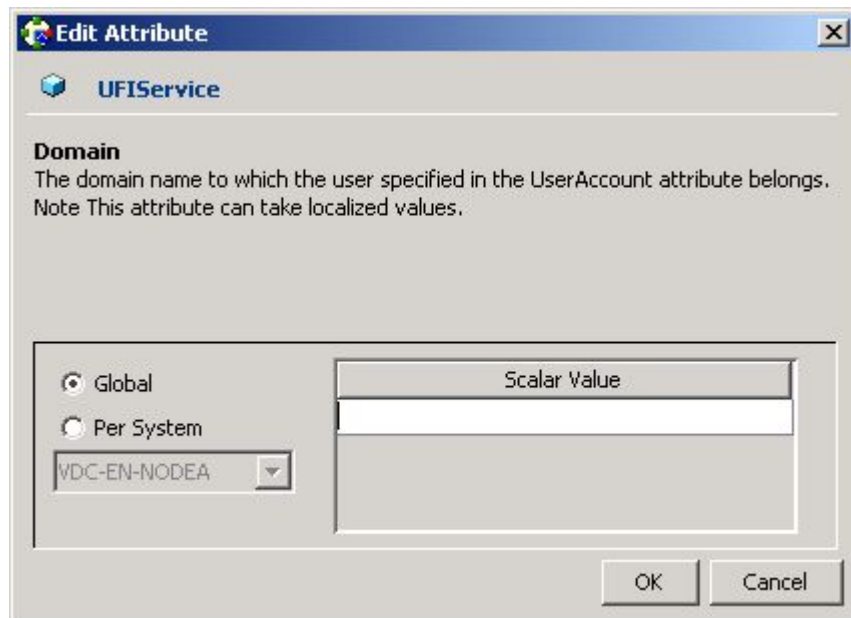 Edit Attribute
UFIService
Domain
The domain name to which the user specified in the UserAccount attribute belongs.
Note This attribute can take localized values.
Global
Scalar Value
Per System
VDC-EN-NODEA
OK
Cancel